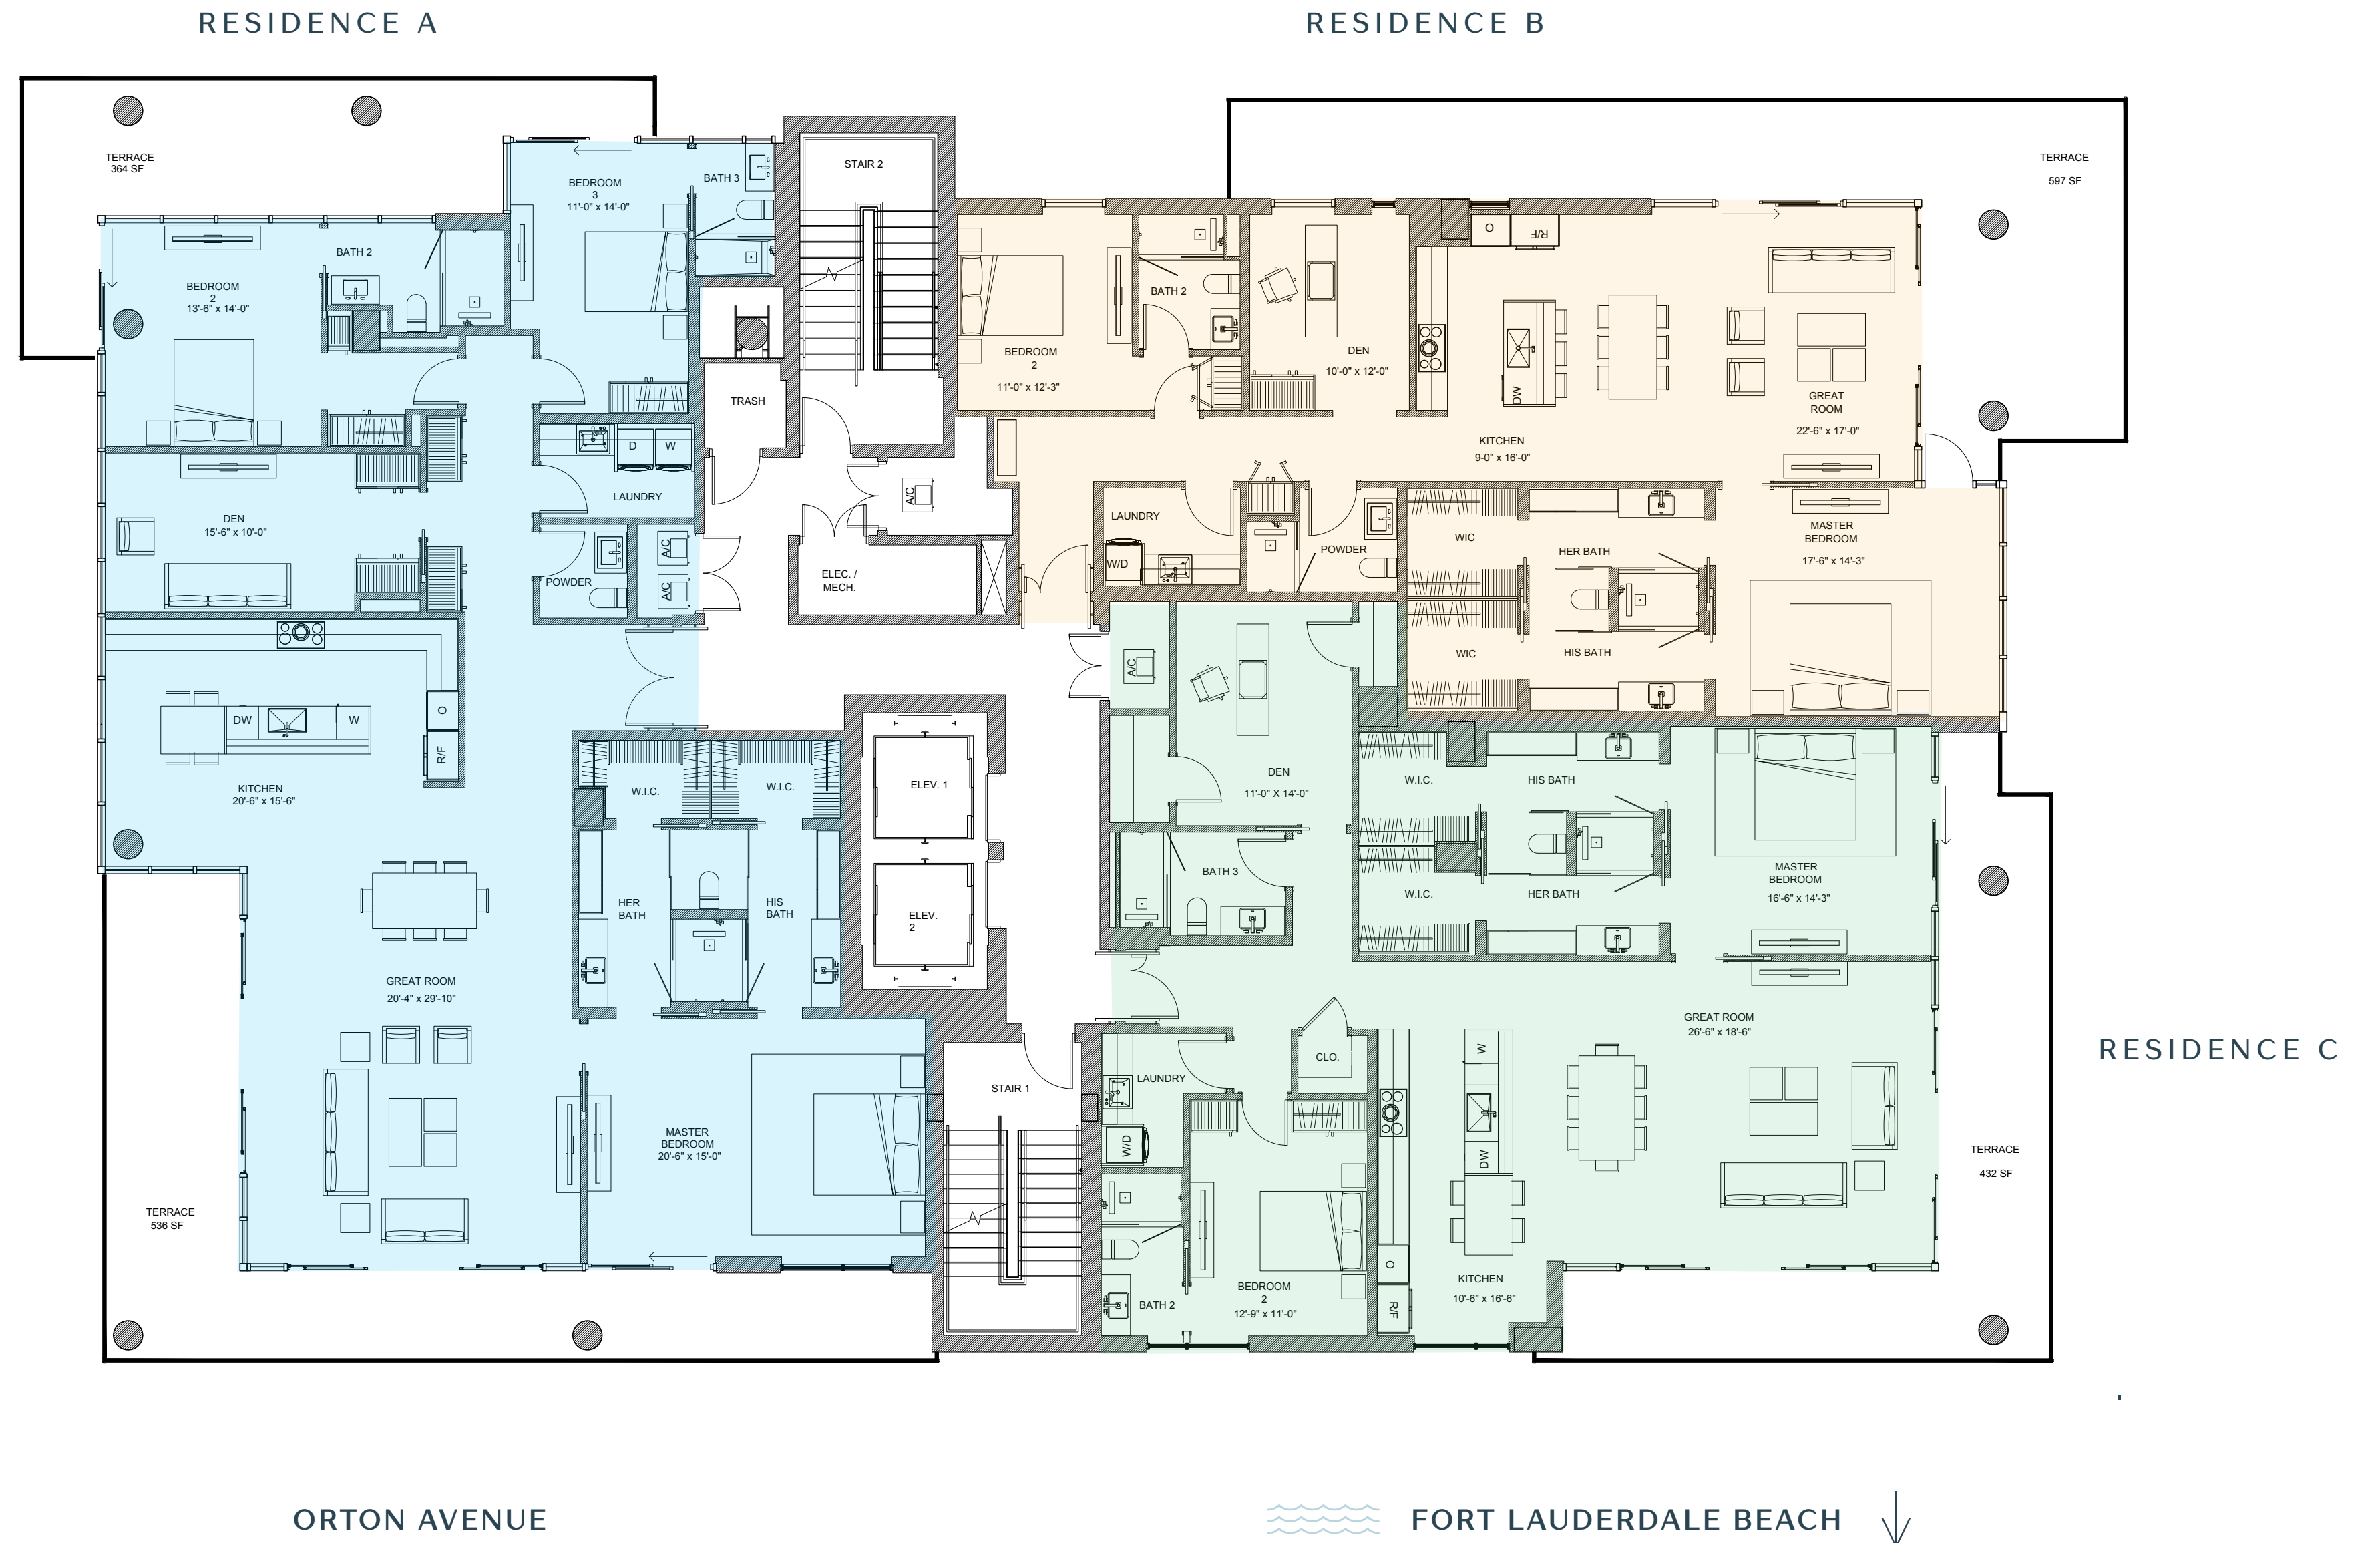 RESIDENCE A
RESIDENCE B
TERRACE
364 SF
BEDROOM
3
11'-0" x 14'-0"
BATH 3
STAIR 2
TERRACE
597 SF
BATH 2
BEDROOM
2
13'-6" x 14'-0"
BATH 2
BEDROOM
2
11'-0" x 12'-3"
DEN
10'-0" x 12'-0"
O
R/F
DW
GREAT
ROOM
22'-6" x 17'-0"
KITCHEN
9-0" x 16'-0"
TRASH
D
W
LAUNDRY
A/C
DEN
15'-6" x 10'-0"
POWDER
A/C
A/C
ELEC. /
MECH.
LAUNDRY
W/D
POWDER
WIC
HER BATH
MASTER
BEDROOM
17'-6" x 14'-3"
WIC
HIS BATH
A/C
DW
W
O
R/F
KITCHEN
20'-6" x 15'-6"
W.I.C.
W.I.C.
ELEV. 1
DEN
11'-0" X 14'-0"
W.I.C.
HIS BATH
MASTER
BEDROOM
16'-6" x 14'-3"
BATH 3
W.I.C.
HER BATH
HER
BATH
HIS
BATH
ELEV.
2
GREAT ROOM
20'-4" x 29'-10"
GREAT ROOM
26'-6" x 18'-6"
RESIDENCE C
CLO.
W
STAIR 1
LAUNDRY
W/D
DW
MASTER
BEDROOM
20'-6" x 15'-0"
TERRACE
432 SF
TERRACE
536 SF
O
R/F
BATH 2
BEDROOM
2
12'-9" x 11'-0"
KITCHEN
10'-6" x 16'-6"
ORTON AVENUE
FORT LAUDERDALE BEACH